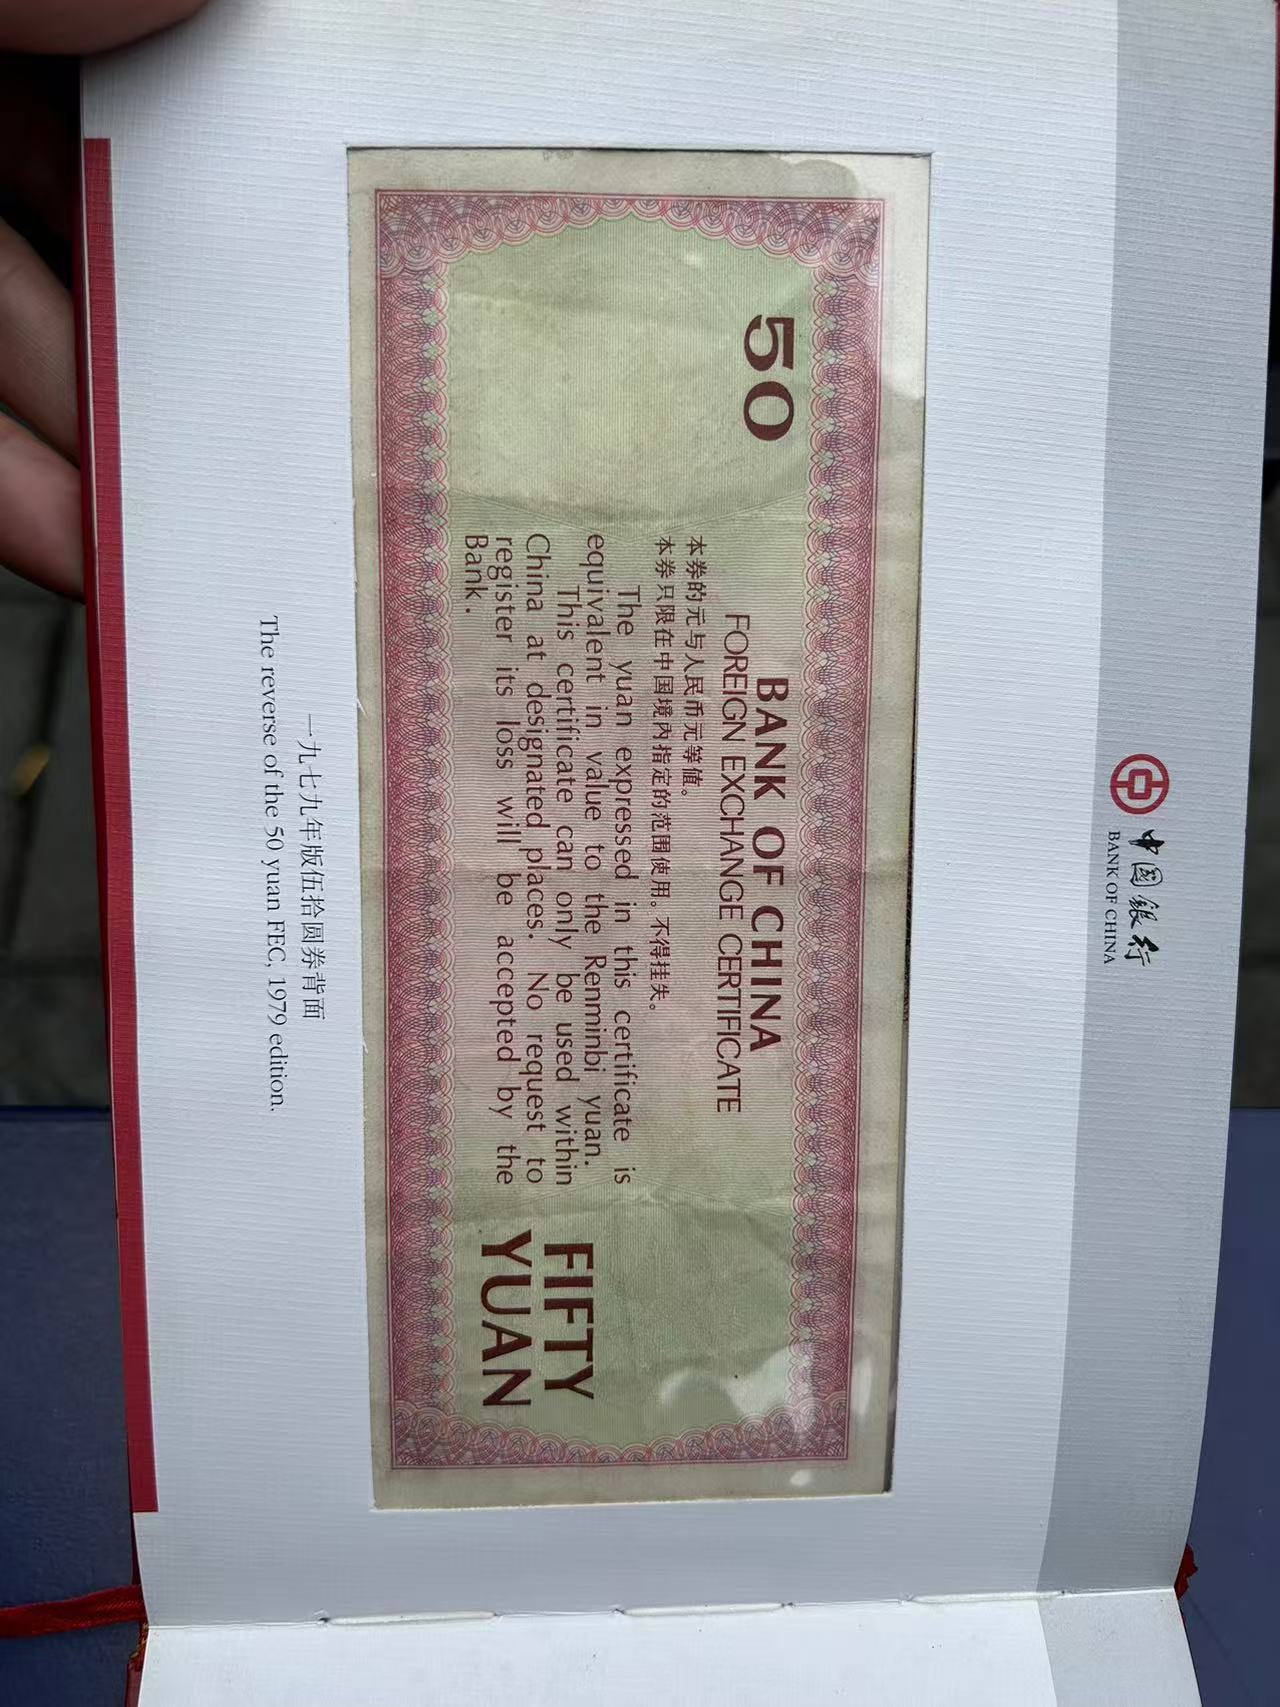 中國銀行
BANK OF CHINA
50
BANK OF CHINA
FOREIGN EXCHANGE CERTIFICATE
本券的元与人民币元等值。
本券只限在中国境内指定的范围使用。不得挂失。
The yuan expressed in this certificate is
equivalent in value to the Renminbi yuan.
This certificate can only be used within
China at designated places. No request to
register its loss will be accepted by the
Bank.
FIFTY
YUAN
一九七九年版伍拾圆券背面
The reverse of the 50 yuan FEC, 1979 edition.